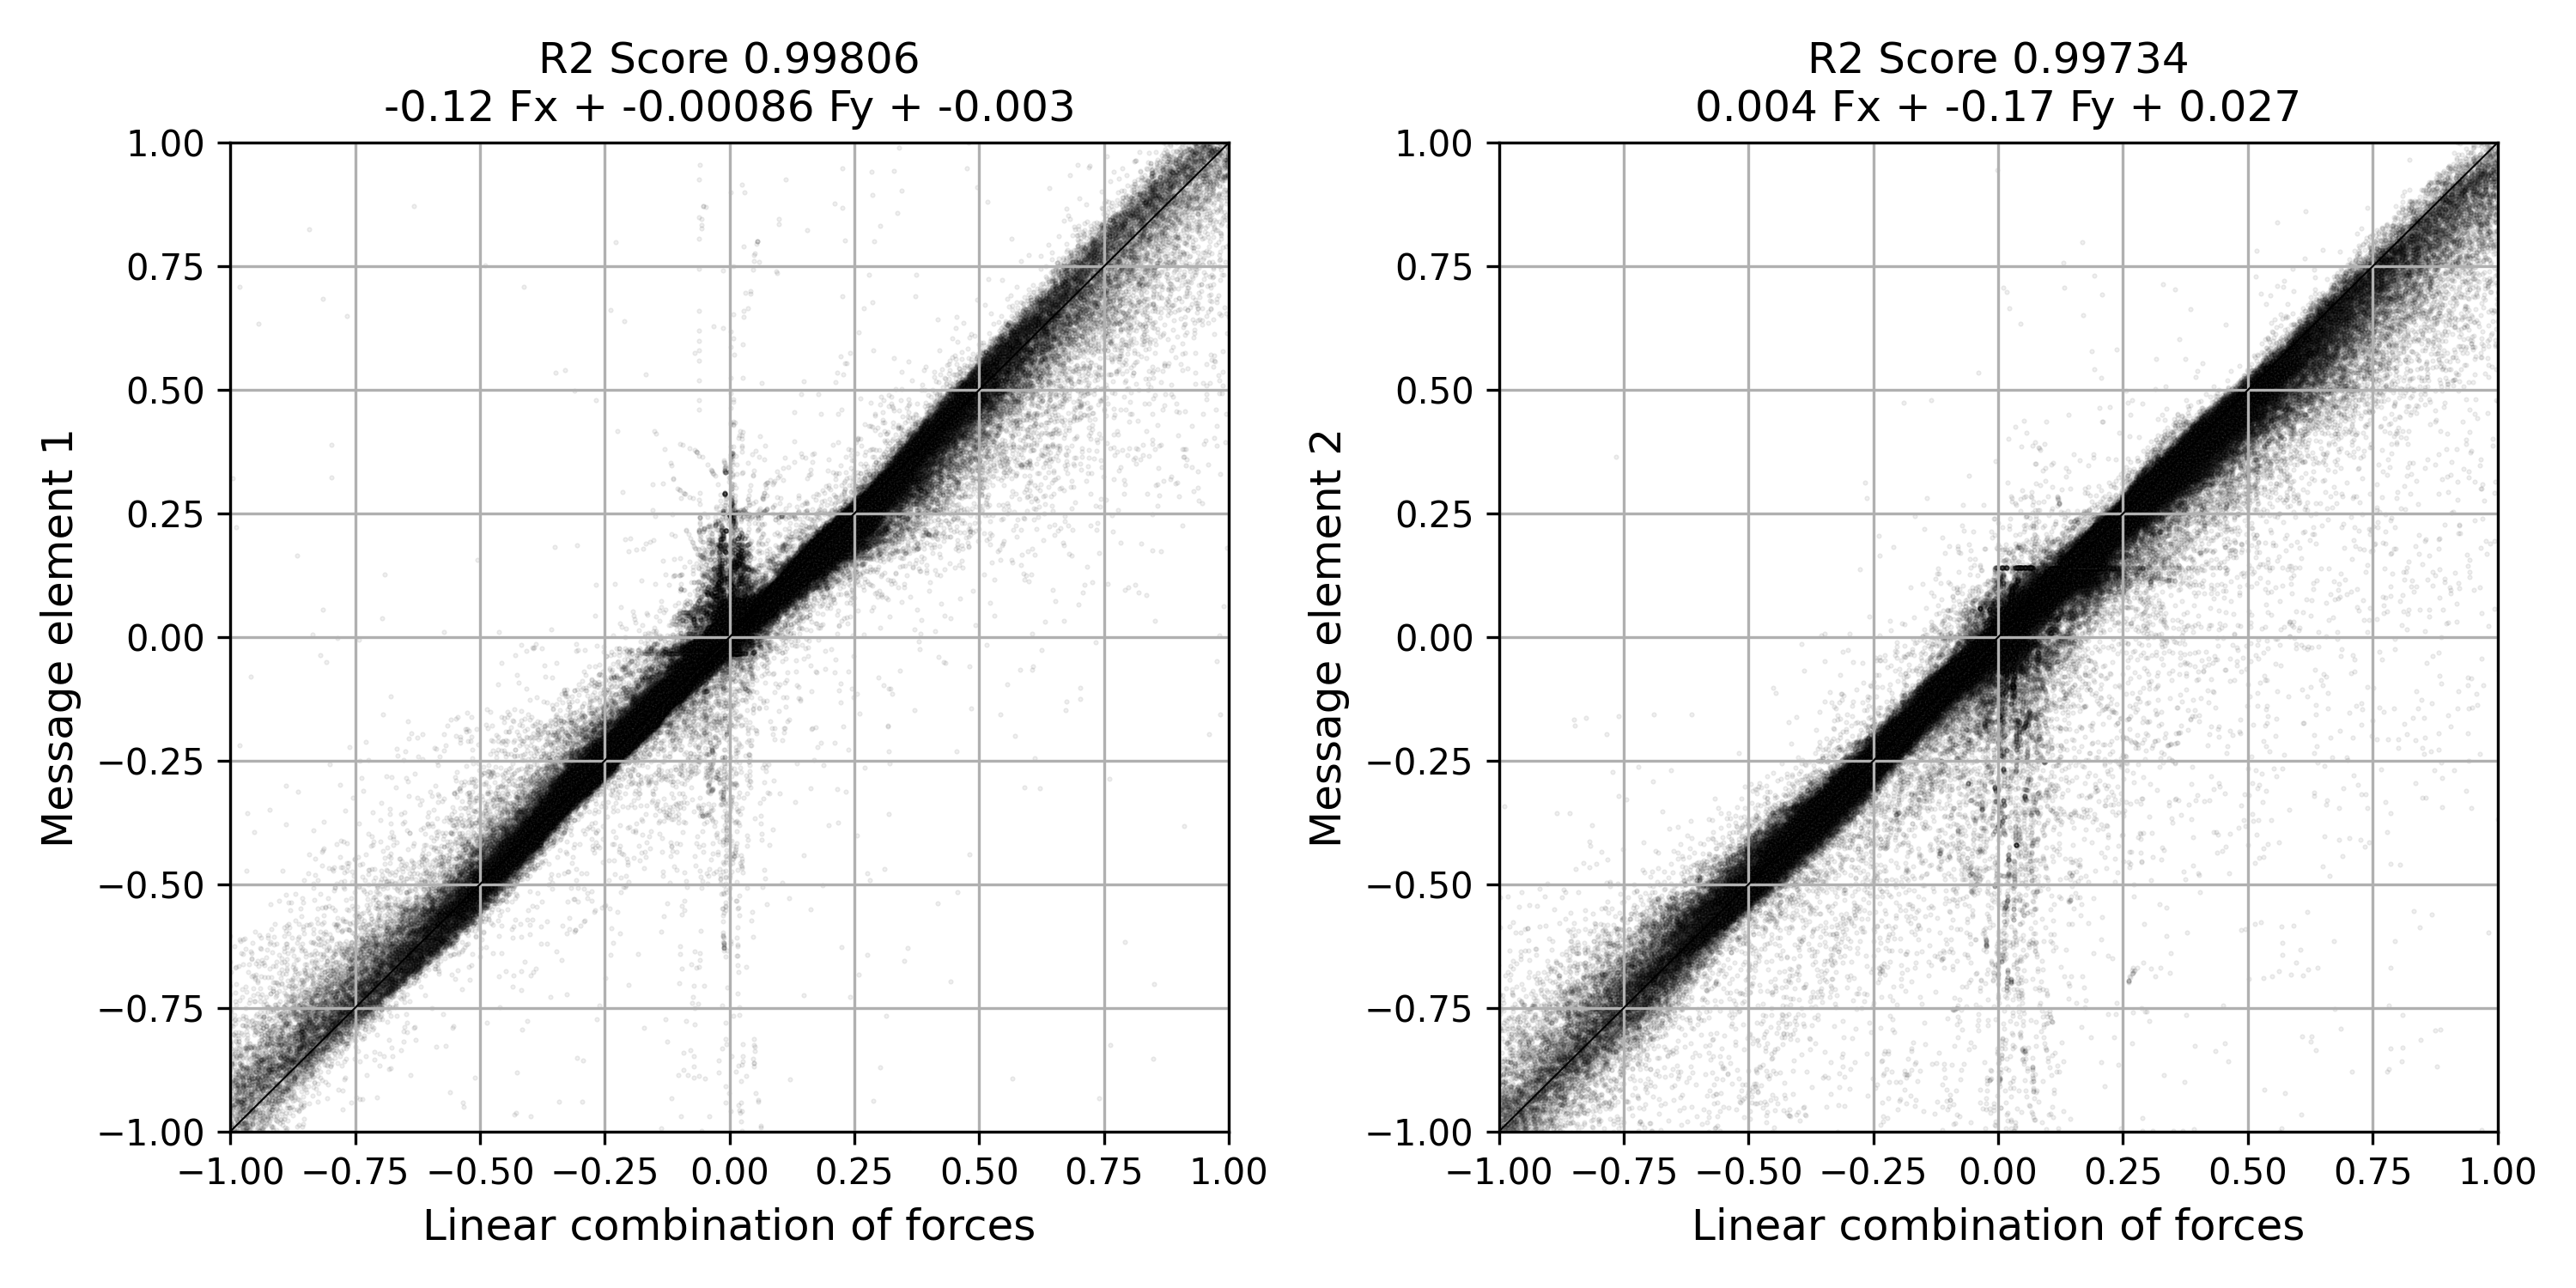 R2 Score 0.99806
-0.12 Fx + -0.00086 Fy + -0.003
1.00
0.75
0.50
0.25
0.00
−0.25
−0.50
−0.75
−1.00
Message element 1
−1.00 −0.75 −0.50 −0.25 0.00 0.25 0.50 0.75 1.00
Linear combination of forces
R2 Score 0.99734
0.004 Fx + -0.17 Fy + 0.027
1.00
0.75
0.50
0.25
0.00
−0.25
−0.50
−0.75
−1.00
Message element 2
−1.00 −0.75 −0.50 −0.25 0.00 0.25 0.50 0.75 1.00
Linear combination of forces